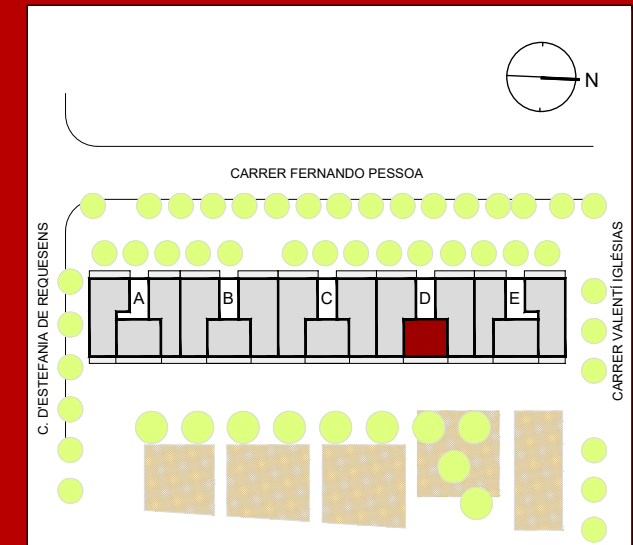 N
CARRER FERNANDO PESSOA
C. D'ESTEFANIA DE REQUESENS
CARRER VALENTÍ IGLÉSIAS
A
B
C
D
E